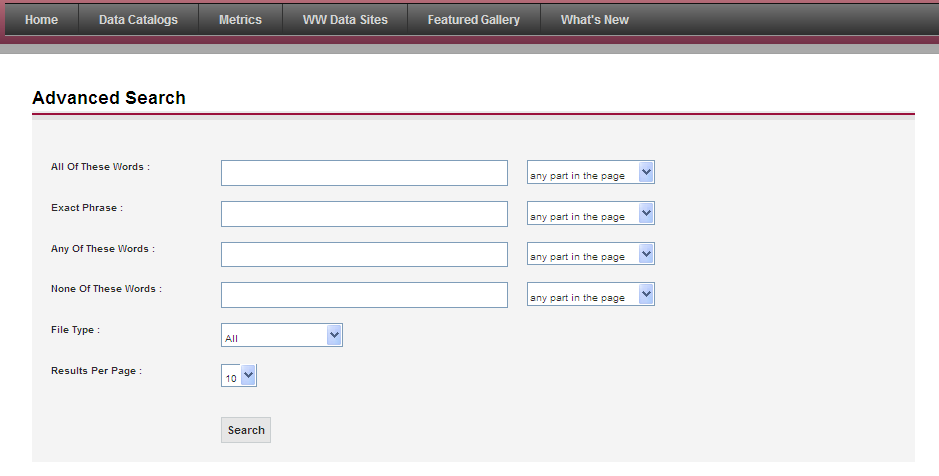 Home Data Catalogs Metrics WW Data Sites Featured Gallery What's New
Advanced Search
All Of These Words : any part in the page
Exact Phrase : any part in the page
Any Of These Words : any part in the page
None Of These Words : any part in the page
File Type : All
Results Per Page : 10
Search